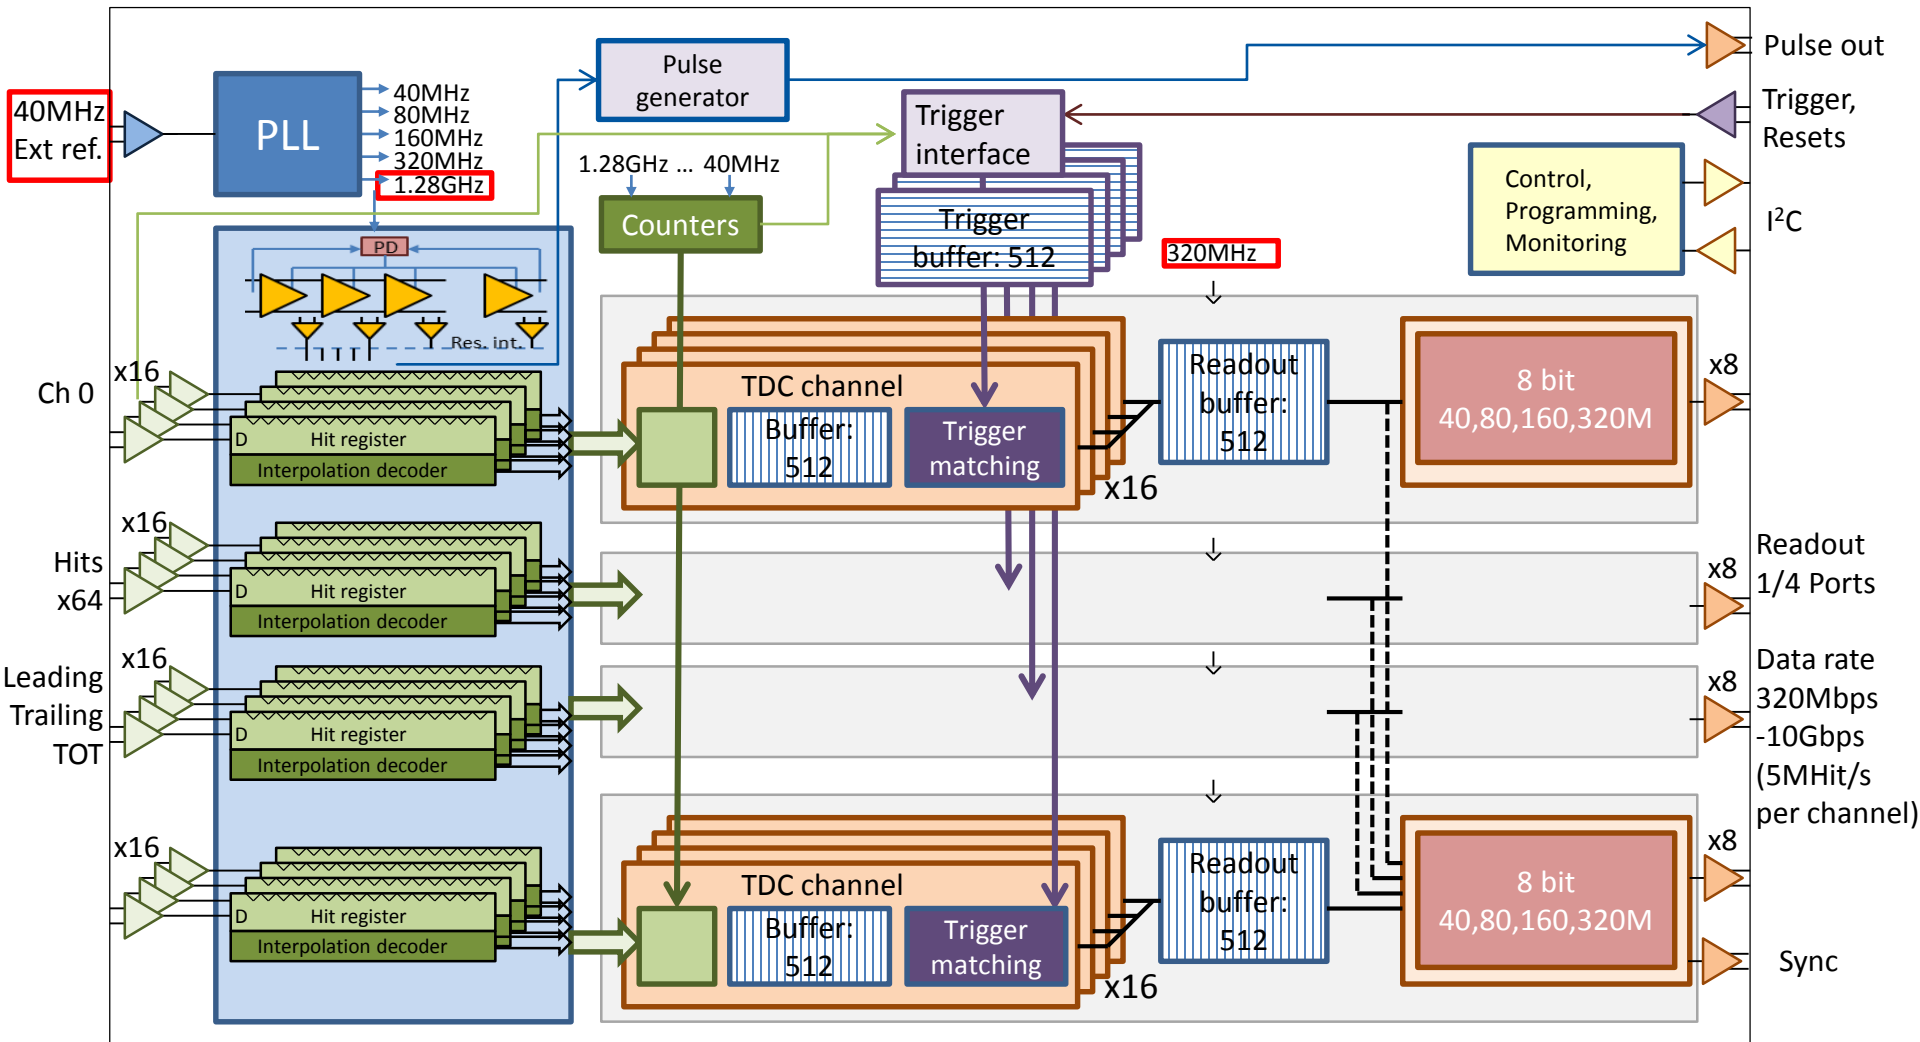 Pulse out
Pulse
generator
40MHz
Ext ref.
PLL
40MHz
80MHz
160MHz
320MHz
1.28GHz
Trigger
interface
Trigger,
Resets
1.28GHz ... 40MHz
Counters
Control,
Programming,
Monitoring
I²C
Trigger
buffer: 512
320MHz
PD
Res. int.
Ch 0
x16
D
Hit register
Interpolation decoder
TDC channel
Buffer:
512
Trigger
matching
x16
Readout
buffer:
512
8 bit
40,80,160,320M
x8
Hits
x64
x16
D
Hit register
Interpolation decoder
x8
Readout
1/4 Ports
Leading
Trailing
TOT
x16
D
Hit register
Interpolation decoder
x8
Data rate
320Mbps
-10Gbps
(5MHit/s
per channel)
x16
D
Hit register
Interpolation decoder
TDC channel
Buffer:
512
Trigger
matching
x16
Readout
buffer:
512
8 bit
40,80,160,320M
x8
Sync